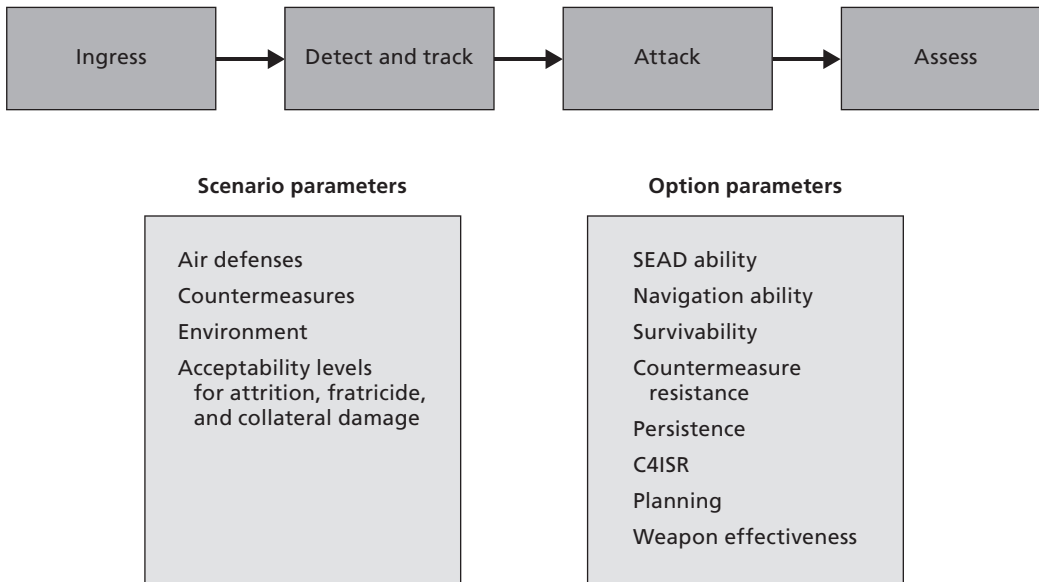 Ingress
Detect and track
Attack
Assess
Scenario parameters
Air defenses
Countermeasures
Environment
Acceptability levels
for attrition, fratricide,
and collateral damage
Option parameters
SEAD ability
Navigation ability
Survivability
Countermeasure
resistance
Persistence
C4ISR
Planning
Weapon effectiveness